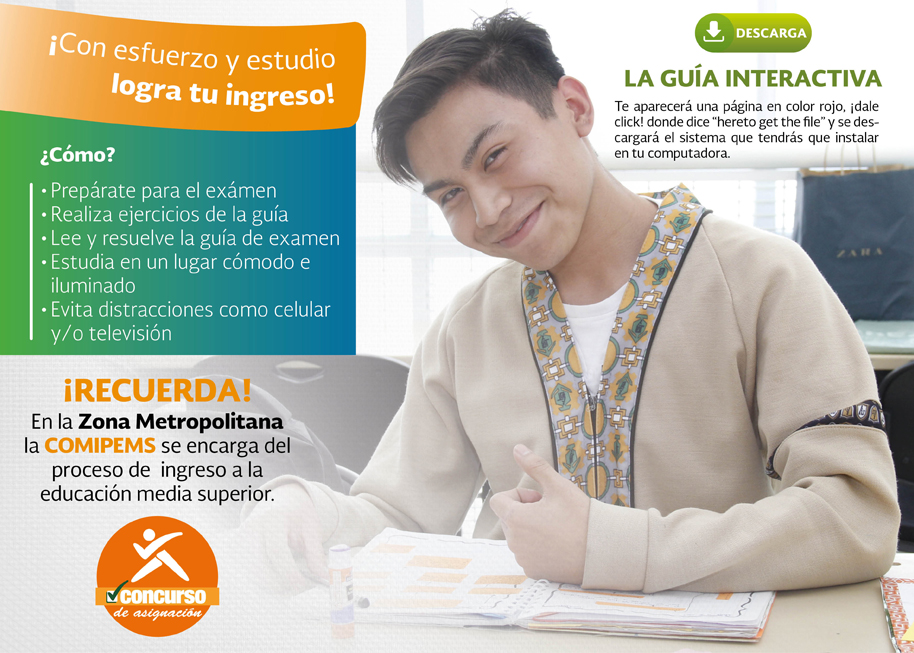 ¡Con esfuerzo y estudio
logra tu ingreso!
¿Cómo?
• Prepárate para el exámen
• Realiza ejercicios de la guía
• Lee y resuelve la guía de examen
• Estudia en un lugar cómodo e
iluminado
• Evita distracciones como celular
y/o televisión
¡RECUERDA!
En la Zona Metropolitana
la COMIPEMS se encarga del
proceso de ingreso a la
educación media superior.
concurso
de asignación
DESCARGA
LA GUÍA INTERACTIVA
Te aparecerá una página en color rojo, ¡dale
click! donde dice “hereto get the file” y se des-
cargará el sistema que tendrás que instalar
en tu computadora.
ZARA